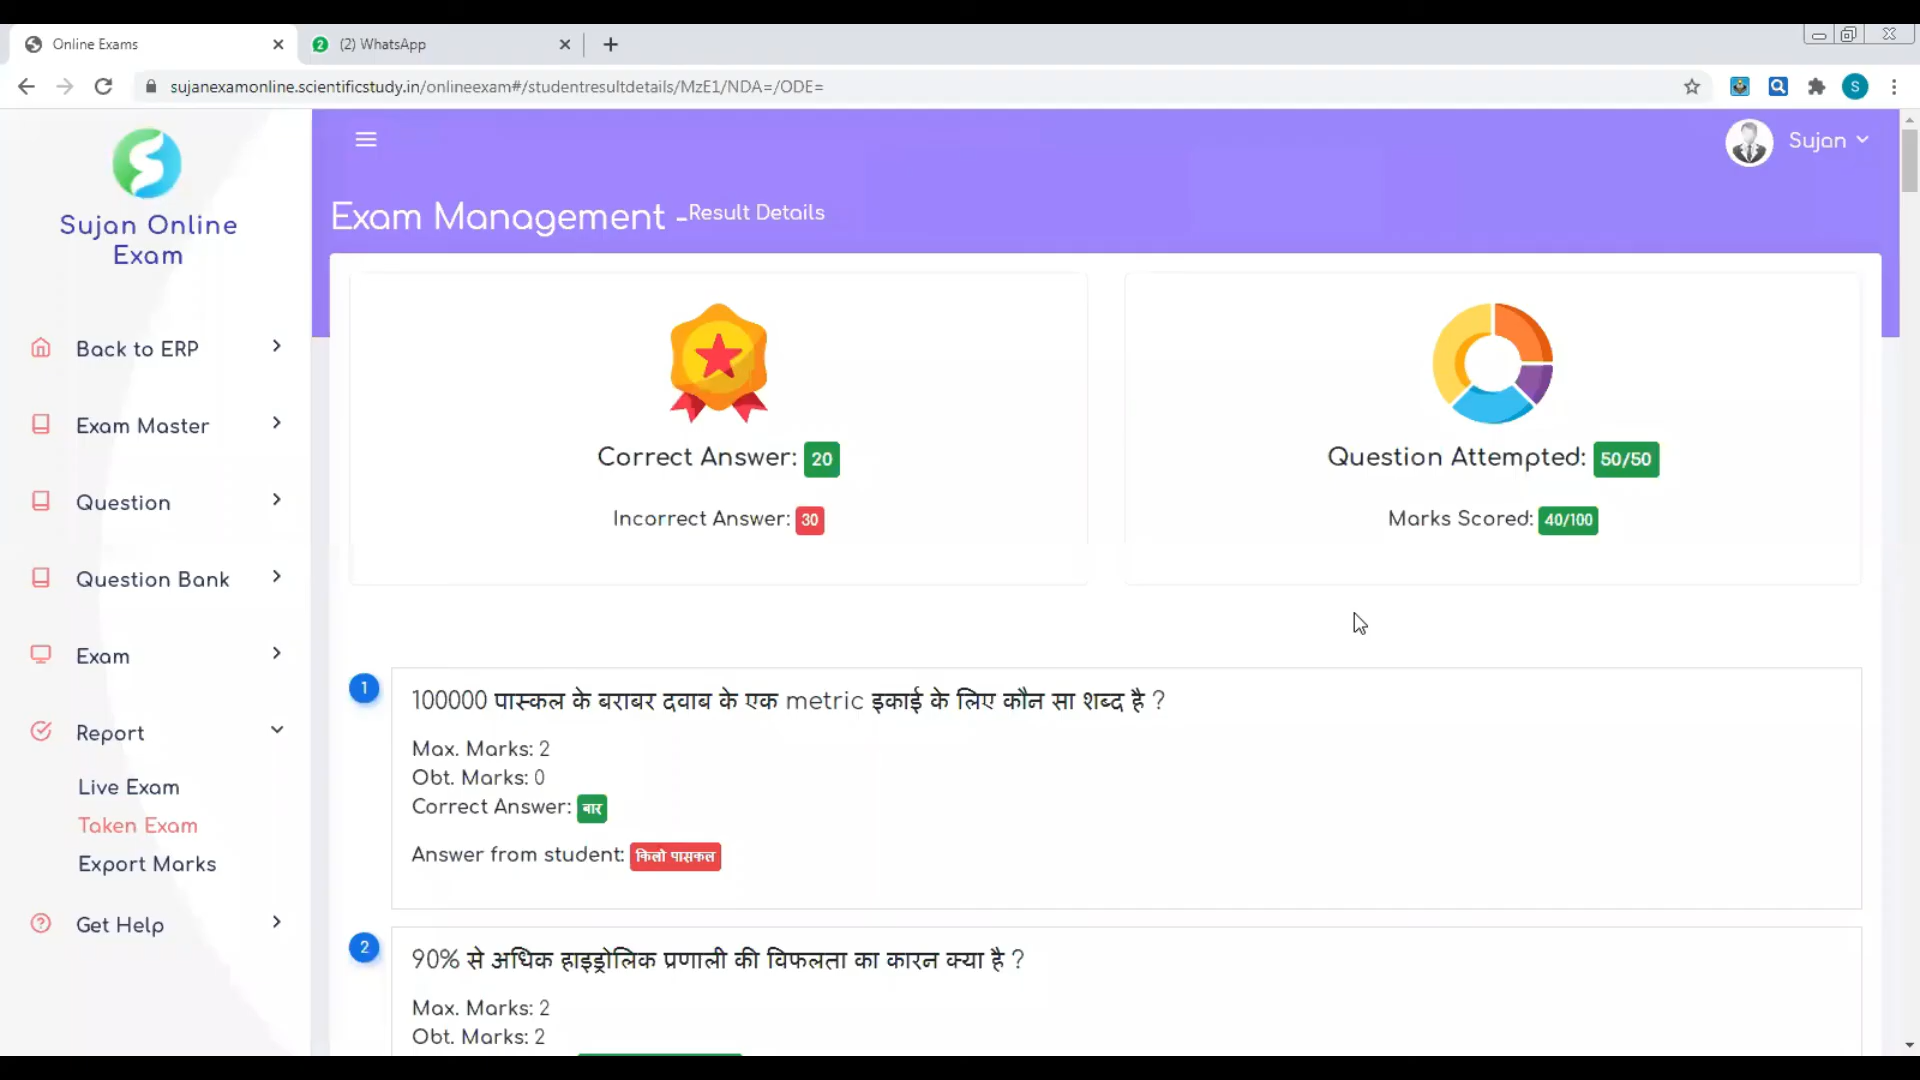 Online Exams
2
(2) WhatsApp
sujanexamonline.scientificstudy.in/onlineexam#/studentresultdetails/MzE1/NDA=/ODE=
S
Sujan Online
Exam
Back to ERP
Exam Master
Question
Question Bank
Exam
Report
Live Exam
Taken Exam
Export Marks
Get Help
Sujan
Exam Management -Result Details
Correct Answer: 20
Incorrect Answer: 30
Question Attempted: 50/50
Marks Scored: 40/100
1
100000 पास्कल के बराबर दवाब के एक metric इकाई के लिए कौन सा शब्द है ?
Max. Marks: 2
Obt. Marks: 0
Correct Answer: बार
Answer from student: किलो पासकल
2
90% से अधिक हाइड्रोलिक प्रणाली की विफलता का कारन क्या है ?
Max. Marks: 2
Obt. Marks: 2